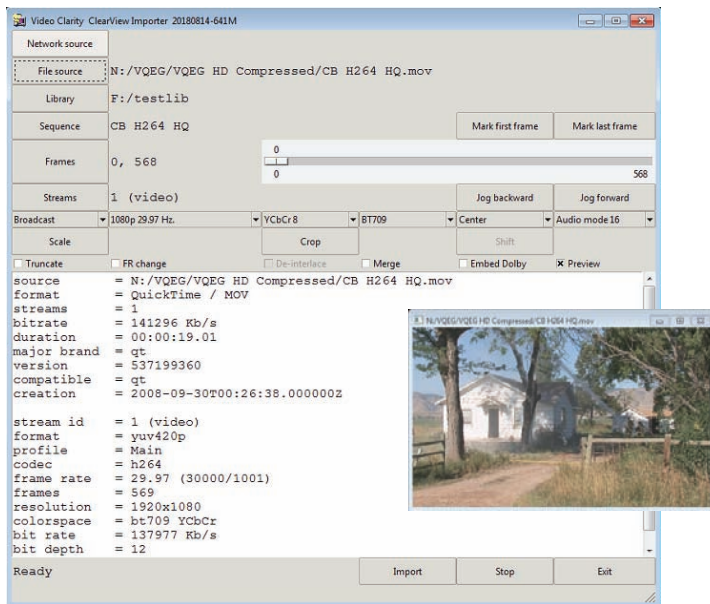 Video Clarity ClearView Importer 20180814-641M
Network source
File source N:/VQEG/VQEG HD Compressed/CB H264 HQ.mov
Library F:/testlib
Sequence CB H264 HQ Mark first frame Mark last frame
0
Frames 0, 568
0 568
Streams 1 (video) Jog backward Jog forward
Broadcast 1080p 29.97 Hz. YCbCr 8 BT709 Center Audio mode 16
Scale Crop Shift
Truncate FR change De-interlace Merge Embed Dolby Preview
source = N:/VQEG/VQEG HD Compressed/CB H264 HQ.mov
format = QuickTime / MOV
streams = 1
bitrate = 141296 Kb/s
duration = 00:00:19.01
major brand = qt
version = 537199360
compatible = qt
creation = 2008-09-30T00:26:38.000000Z
stream id = 1 (video)
format = yuv420p
profile = Main
codec = h264
frame rate = 29.97 (30000/1001)
frames = 569
resolution = 1920x1080
colorspace = bt709 YCbCr
bit rate = 137977 Kb/s
bit depth = 12
N:/VQEG/VQEG HD Compressed/CB H264 HQ.mov
Ready Import Stop Exit